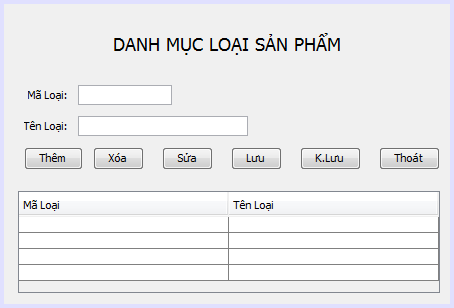 DANH MỤC LOẠI SẢN PHẨM
Mã Loại:
Tên Loại:
Thêm Xóa Sửa Lưu K.Lưu Thoát
Mã Loại Tên Loại